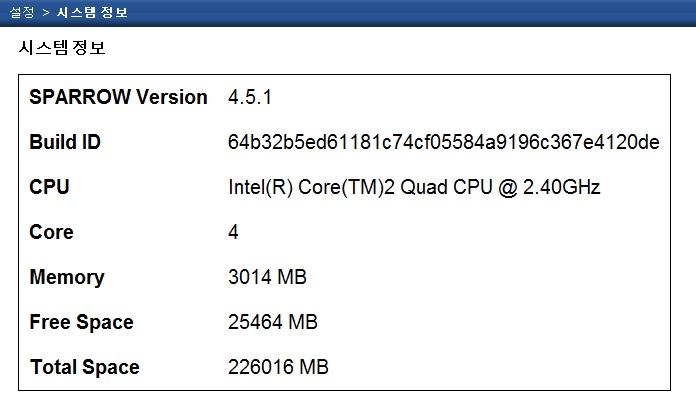 설정 > 시스템 정보
시스템 정보
SPARROW Version 4.5.1
Build ID 64b32b5ed61181c74cf05584a9196c367e4120de
CPU Intel(R) Core(TM)2 Quad CPU @ 2.40GHz
Core 4
Memory 3014 MB
Free Space 25464 MB
Total Space 226016 MB